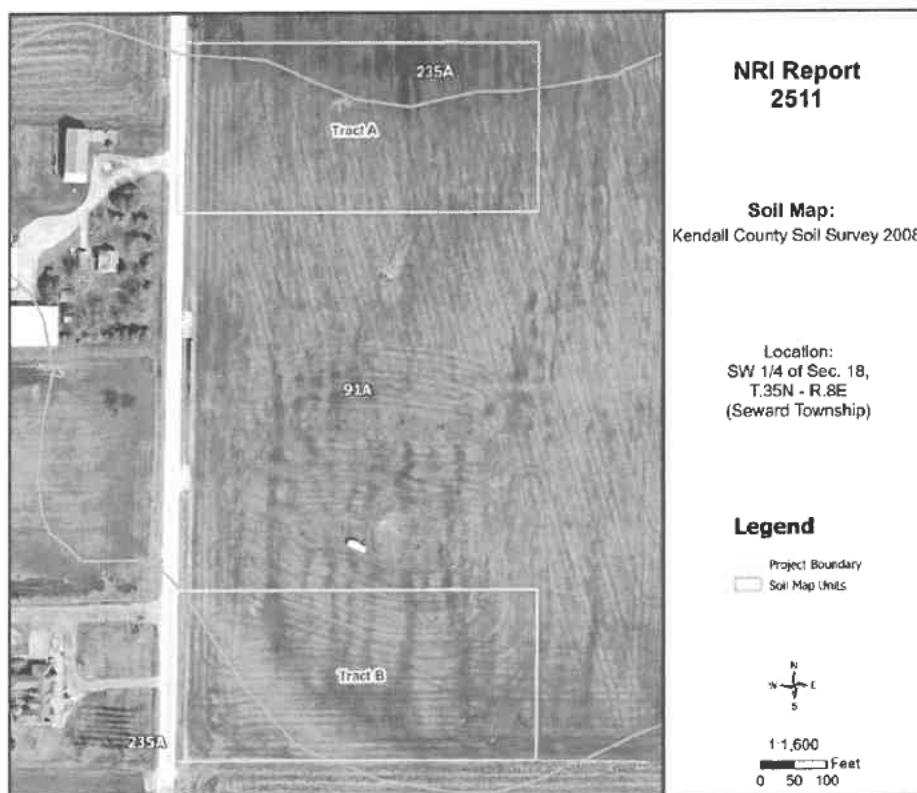 235A
Tract A
91A
Tract B
235A
NRI Report
2511
Soil Map:
Kendall County Soil Survey 2008
Location:
SW 1/4 of Sec. 18,
T.35N - R.8E
(Seward Township)
Legend
Project Boundary
Soil Map Units
N
W E
S
1:1,600
Feet
0 50 100